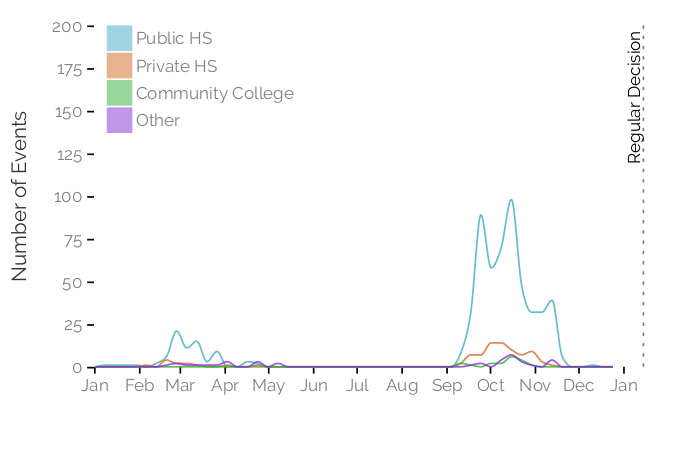 200
175
150
125
100
75
50
25
0
Number of Events
Public HS
Private HS
Community College
Other
Regular Decision
Jan Feb Mar Apr May Jun Jul Aug Sep Oct Nov Dec Jan